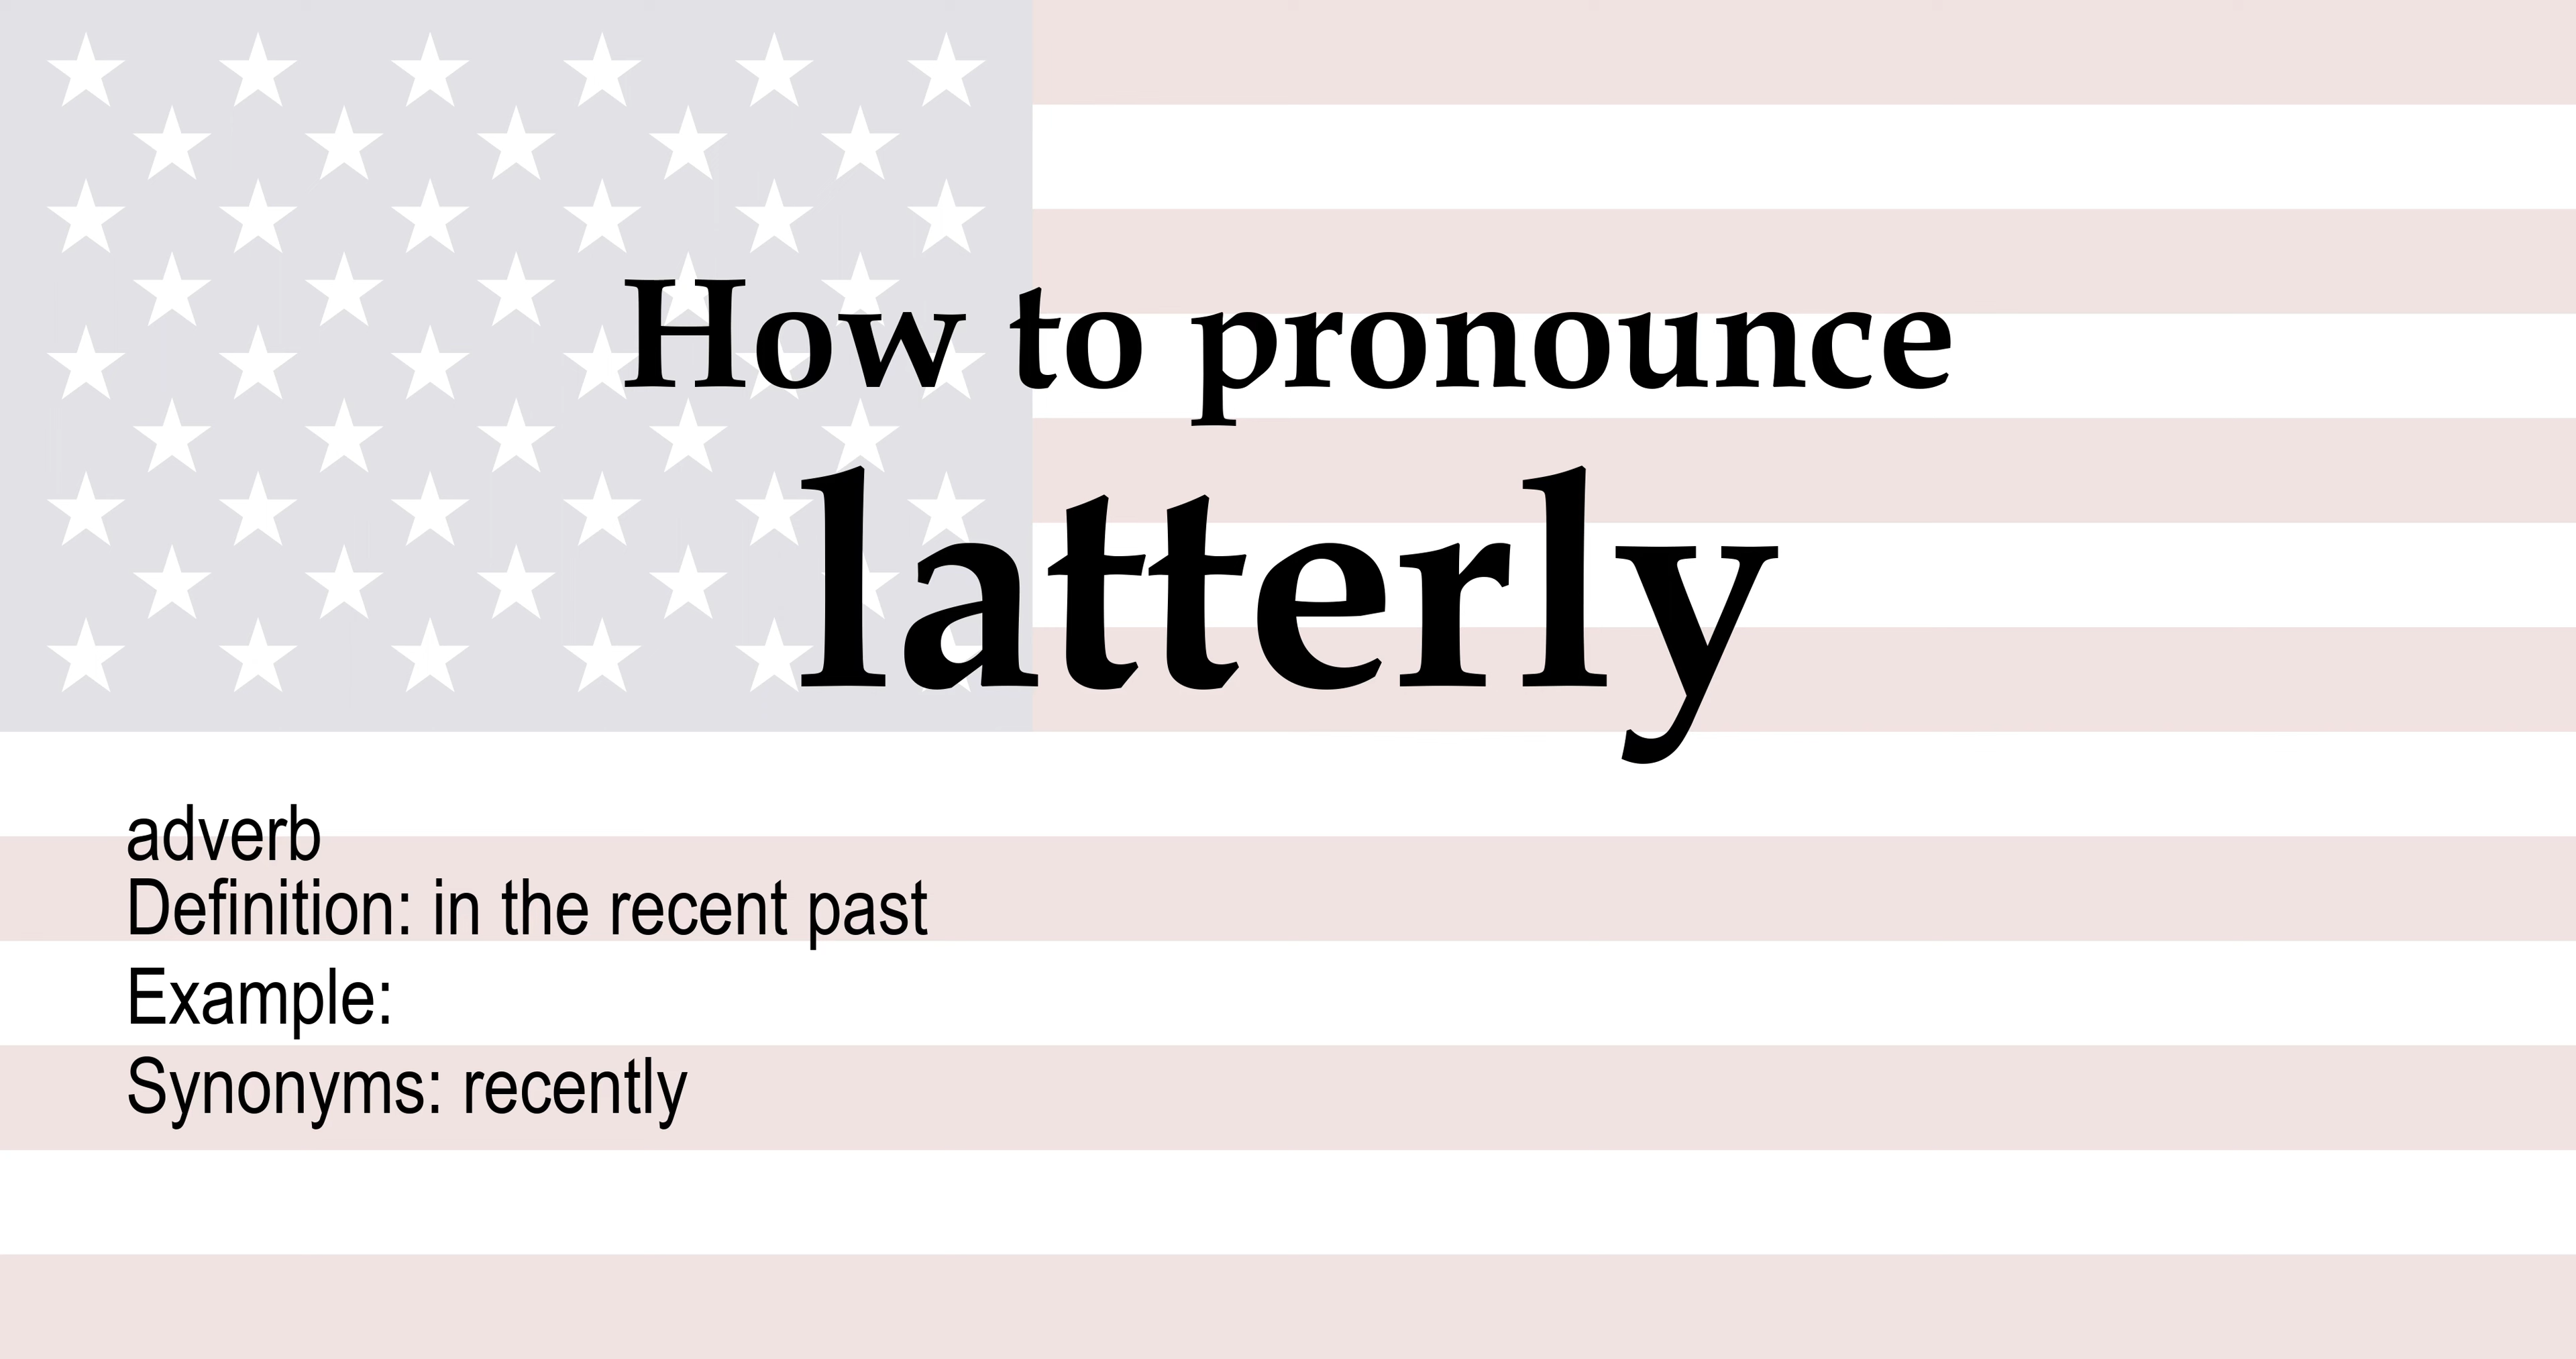 How to pronounce
latterly
adverb
Definition: in the recent past
Example:
Synonyms: recently